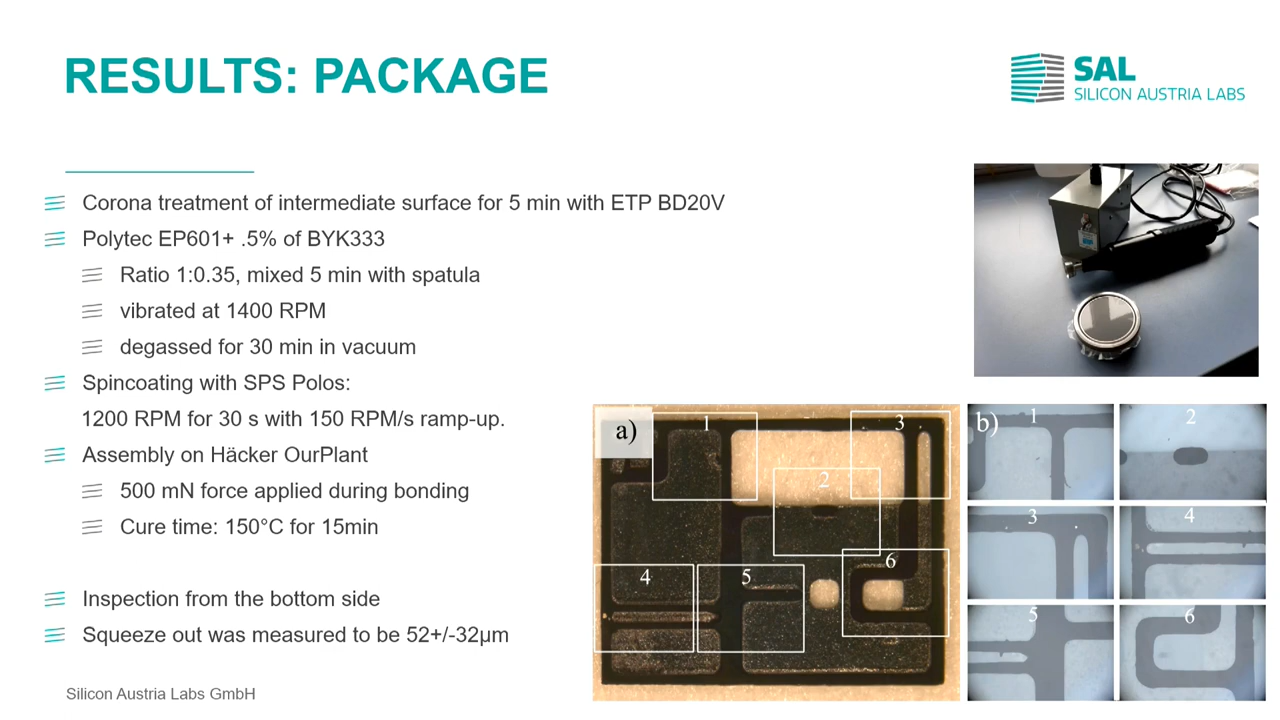 RESULTS: PACKAGE
SAL
SILICON AUSTRIA LABS
Corona treatment of intermediate surface for 5 min with ETP BD20V
Polytec EP601+ .5% of BYK333
Ratio 1:0.35, mixed 5 min with spatula
vibrated at 1400 RPM
degassed for 30 min in vacuum
Spincoating with SPS Polos:
1200 RPM for 30 s with 150 RPM/s ramp-up.
Assembly on Häcker OurPlant
500 mN force applied during bonding
Cure time: 150°C for 15min
Inspection from the bottom side
Squeeze out was measured to be 52+/-32µm
a)
1
3
2
6
4
5
b)
1
2
3
4
5
6
Silicon Austria Labs GmbH